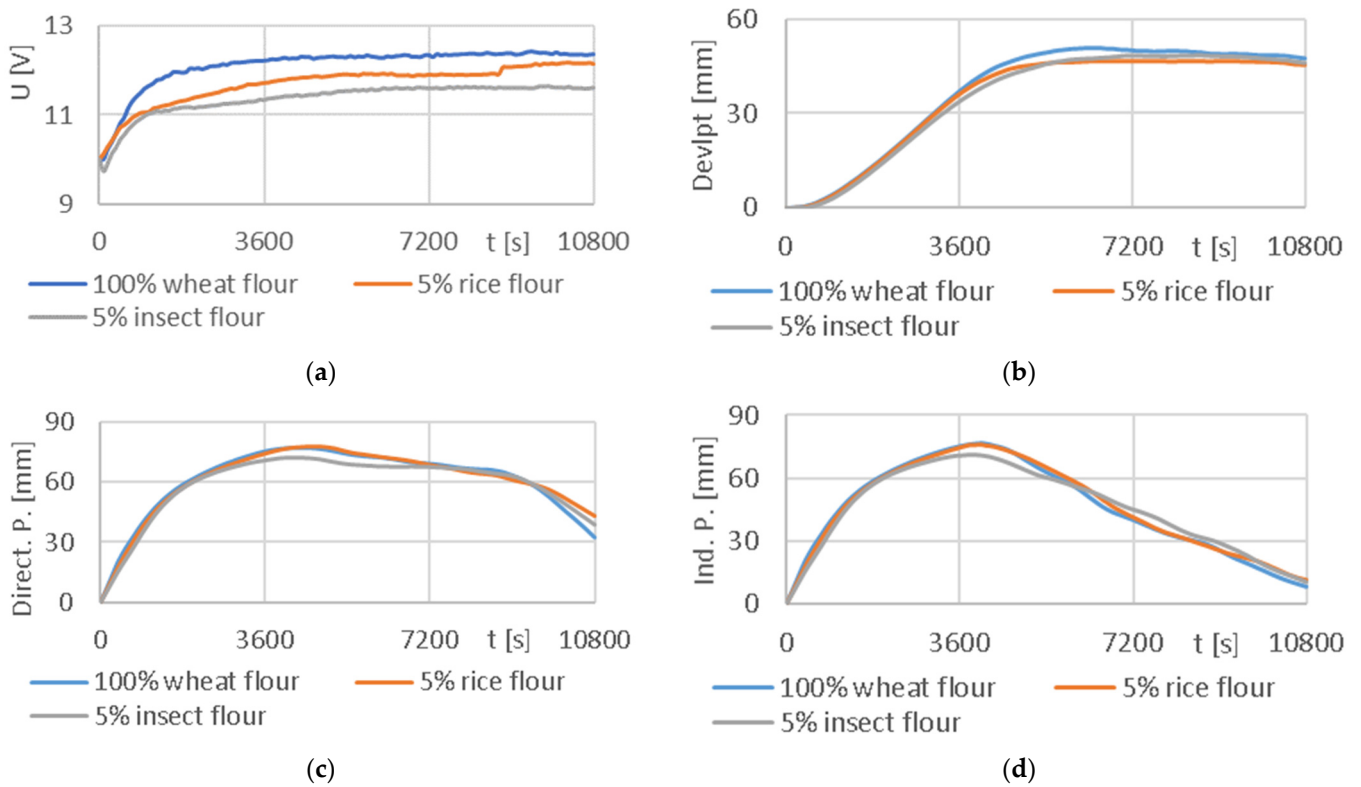 U [V]
13
11
9
0 3600 7200 t [s] 10800
100% wheat flour 5% rice flour
5% insect flour
(a)
Devlpt [mm]
60
30
0
0 3600 7200 t [s] 10800
100% wheat flour 5% rice flour
5% insect flour
(b)
Direct. P. [mm]
90
60
30
0
0 3600 7200 t [s] 10800
100% wheat flour 5% rice flour
5% insect flour
(c)
Ind. P. [mm]
90
60
30
0
0 3600 7200 t [s] 10800
100% wheat flour 5% rice flour
5% insect flour
(d)